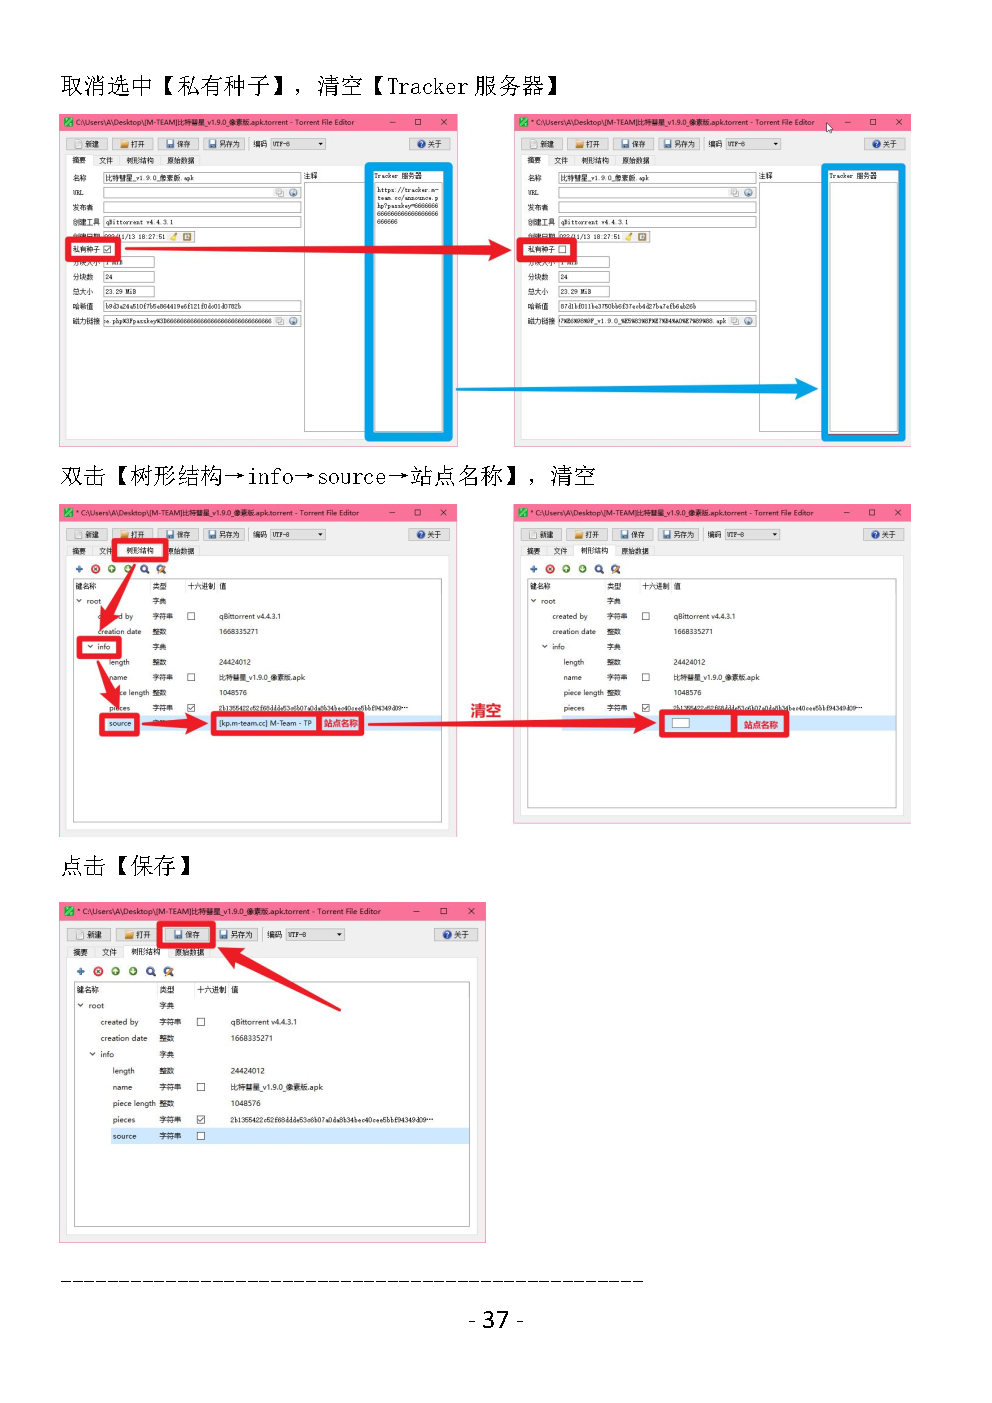 取消选中【私有种子】，清空【Tracker 服务器】
C:\Users\A\Desktop\[M-TEAM]比特彗星_v1.9.0_像素版.apk.torrent - Torrent File Editor
新建 打开 保存 另存为 编码 UTF-8 关于
摘要 文件 树形结构 原始数据
名称 比特彗星_v1.9.0_像素版.apk
URL
发布者
创建工具 qBittorrent v4.4.3.1
创建日期 022/11/13 18:27:51
私有种子
分块大小 1 MiB
分块数 24
总大小 23.29 MiB
哈希值 b9d3a24a510f7b5e864419e6f121f0dc01d0782b
磁力链接
注释
Tracker 服务器
https://tracker.m-
team.cc/announce.p
hp?passkey=6666666
666666666666666666
666666
* C:\Users\A\Desktop\[M-TEAM]比特彗星_v1.9.0_像素版.apk.torrent - Torrent File Editor
新建 打开 保存 另存为 编码 UTF-8 关于
摘要 文件 树形结构 原始数据
名称 比特彗星_v1.9.0_像素版.apk
URL
发布者
创建工具 qBittorrent v4.4.3.1
创建日期 022/11/13 18:27:51
私有种子
分块大小 1 MiB
分块数 24
总大小 23.29 MiB
哈希值
磁力链接
注释
Tracker 服务器
双击【树形结构→info→source→站点名称】，清空
* C:\Users\A\Desktop\[M-TEAM]比特彗星_v1.9.0_像素版.apk.torrent - Torrent File Editor
新建 打开 保存 另存为 编码 UTF-8 关于
摘要 文件 树形结构 原始数据
键名称 类型 十六进制 值
root 字典
created by 字符串 qBittorrent v4.4.3.1
creation date 整数 1668335271
info 字典
length 整数 24424012
name 字符串 比特彗星_v1.9.0_像素版.apk
piece length 整数 1048576
pieces 字符串 2b1355422c52f68ddda53c6b07a0da8b34bec40cee5bbf94349d09⋯
source [kp.m-team.cc] M-Team - TP 站点名称
清空
* C:\Users\A\Desktop\[M-TEAM]比特彗星_v1.9.0_像素版.apk.torrent - Torrent File Editor
新建 打开 保存 另存为 编码 UTF-8 关于
摘要 文件 树形结构 原始数据
键名称 类型 十六进制 值
root 字典
created by 字符串 qBittorrent v4.4.3.1
creation date 整数 1668335271
info 字典
length 整数 24424012
name 字符串 比特彗星_v1.9.0_像素版.apk
piece length 整数 1048576
pieces 字符串 2b1355422c52f68ddda53c6b07a0da8b34bec40cee5bbf94349d09⋯
站点名称
点击【保存】
* C:\Users\A\Desktop\[M-TEAM]比特彗星_v1.9.0_像素版.apk.torrent - Torrent File Editor
新建 打开 保存 另存为 编码 UTF-8 关于
摘要 文件 树形结构 原始数据
键名称 类型 十六进制 值
root 字典
created by 字符串 qBittorrent v4.4.3.1
creation date 整数 1668335271
info 字典
length 整数 24424012
name 字符串 比特彗星_v1.9.0_像素版.apk
piece length 整数 1048576
pieces 字符串 2b1355422c52f68ddda53c6b07a0da8b34bec40cee5bbf94349d09⋯
source 字符串
- 37 -